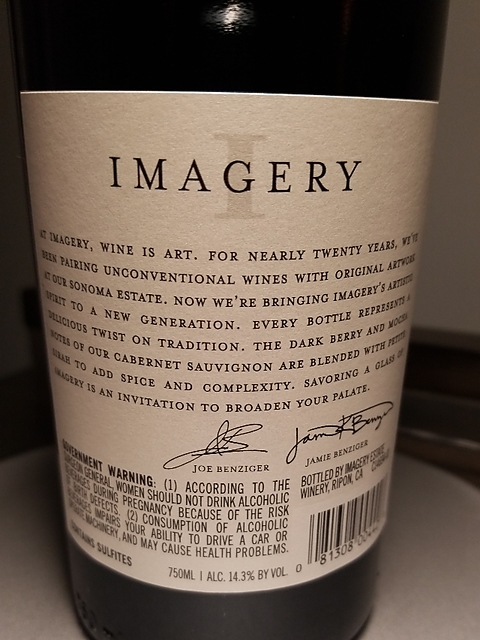 I
IMAGERY
AT IMAGERY, WINE IS ART. FOR NEARLY TWENTY YEARS, WE'VE
BEEN PAIRING UNCONVENTIONAL WINES WITH ORIGINAL ARTWORK
AT OUR SONOMA ESTATE. NOW WE'RE BRINGING IMAGERY'S ARTISTIC
SPIRIT TO A NEW GENERATION. EVERY BOTTLE REPRESENTS A
DELICIOUS TWIST ON TRADITION. THE DARK BERRY AND MOCHA
NOTES OF OUR CABERNET SAUVIGNON ARE BLENDED WITH PETITE
SIRAH TO ADD SPICE AND COMPLEXITY. SAVORING A GLASS OF
IMAGERY IS AN INVITATION TO BROADEN YOUR PALATE.
JOE BENZIGER
JAMIE BENZIGER
GOVERNMENT WARNING: (1) ACCORDING TO THE
SURGEON GENERAL, WOMEN SHOULD NOT DRINK ALCOHOLIC
BEVERAGES DURING PREGNANCY BECAUSE OF THE RISK
OF BIRTH DEFECTS. (2) CONSUMPTION OF ALCOHOLIC
BEVERAGES IMPAIRS YOUR ABILITY TO DRIVE A CAR OR
OPERATE MACHINERY, AND MAY CAUSE HEALTH PROBLEMS.
CONTAINS SULFITES
BOTTLED BY IMAGERY ESTATE
WINERY, RIPON, CA
750ML | ALC. 14.3% BY VOL.
0 81308 00